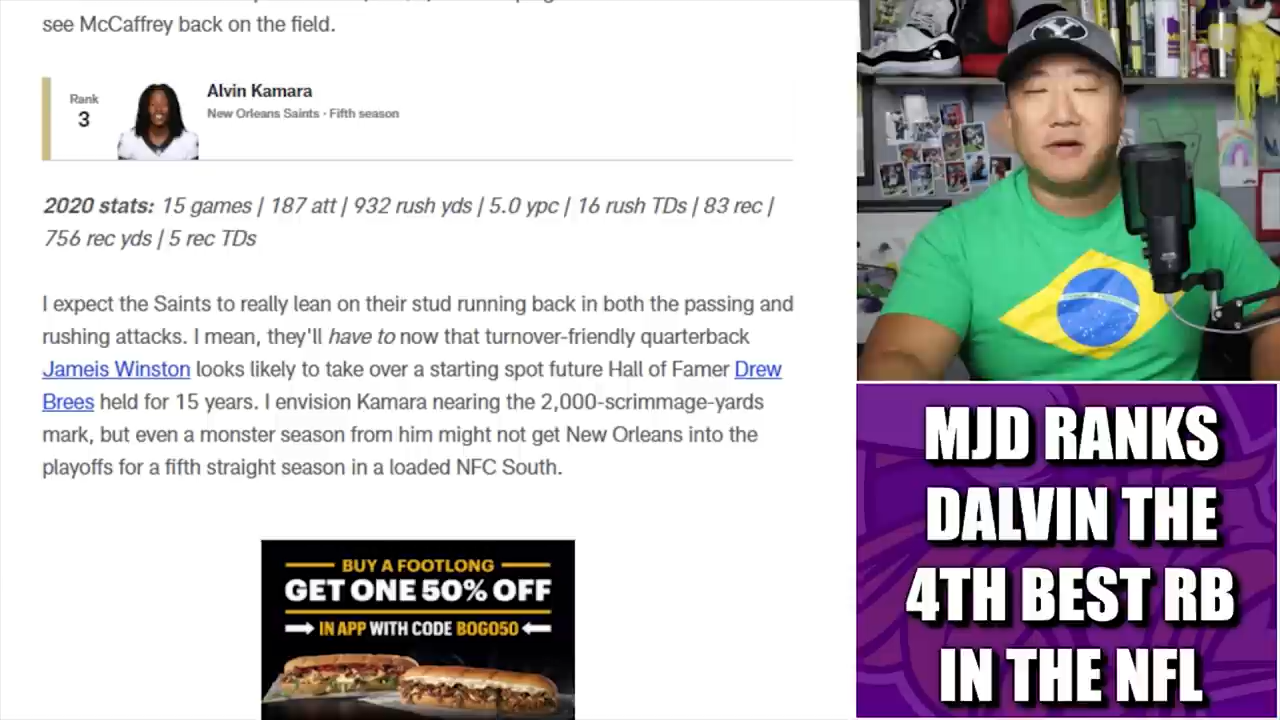 see McCaffrey back on the field.
Rank
3
Alvin Kamara
New Orleans Saints · Fifth season
2020 stats: 15 games | 187 att | 932 rush yds | 5.0 ypc | 16 rush TDs | 83 rec |
756 rec yds | 5 rec TDs
I expect the Saints to really lean on their stud running back in both the passing and
rushing attacks. I mean, they'll have to now that turnover-friendly quarterback
Jameis Winston looks likely to take over a starting spot future Hall of Famer Drew
Brees held for 15 years. I envision Kamara nearing the 2,000-scrimmage-yards
mark, but even a monster season from him might not get New Orleans into the
playoffs for a fifth straight season in a loaded NFC South.
BUY A FOOTLONG
GET ONE 50% OFF
IN APP WITH CODE BOGO50
MJD RANKS
DALVIN THE
4TH BEST RB
IN THE NFL